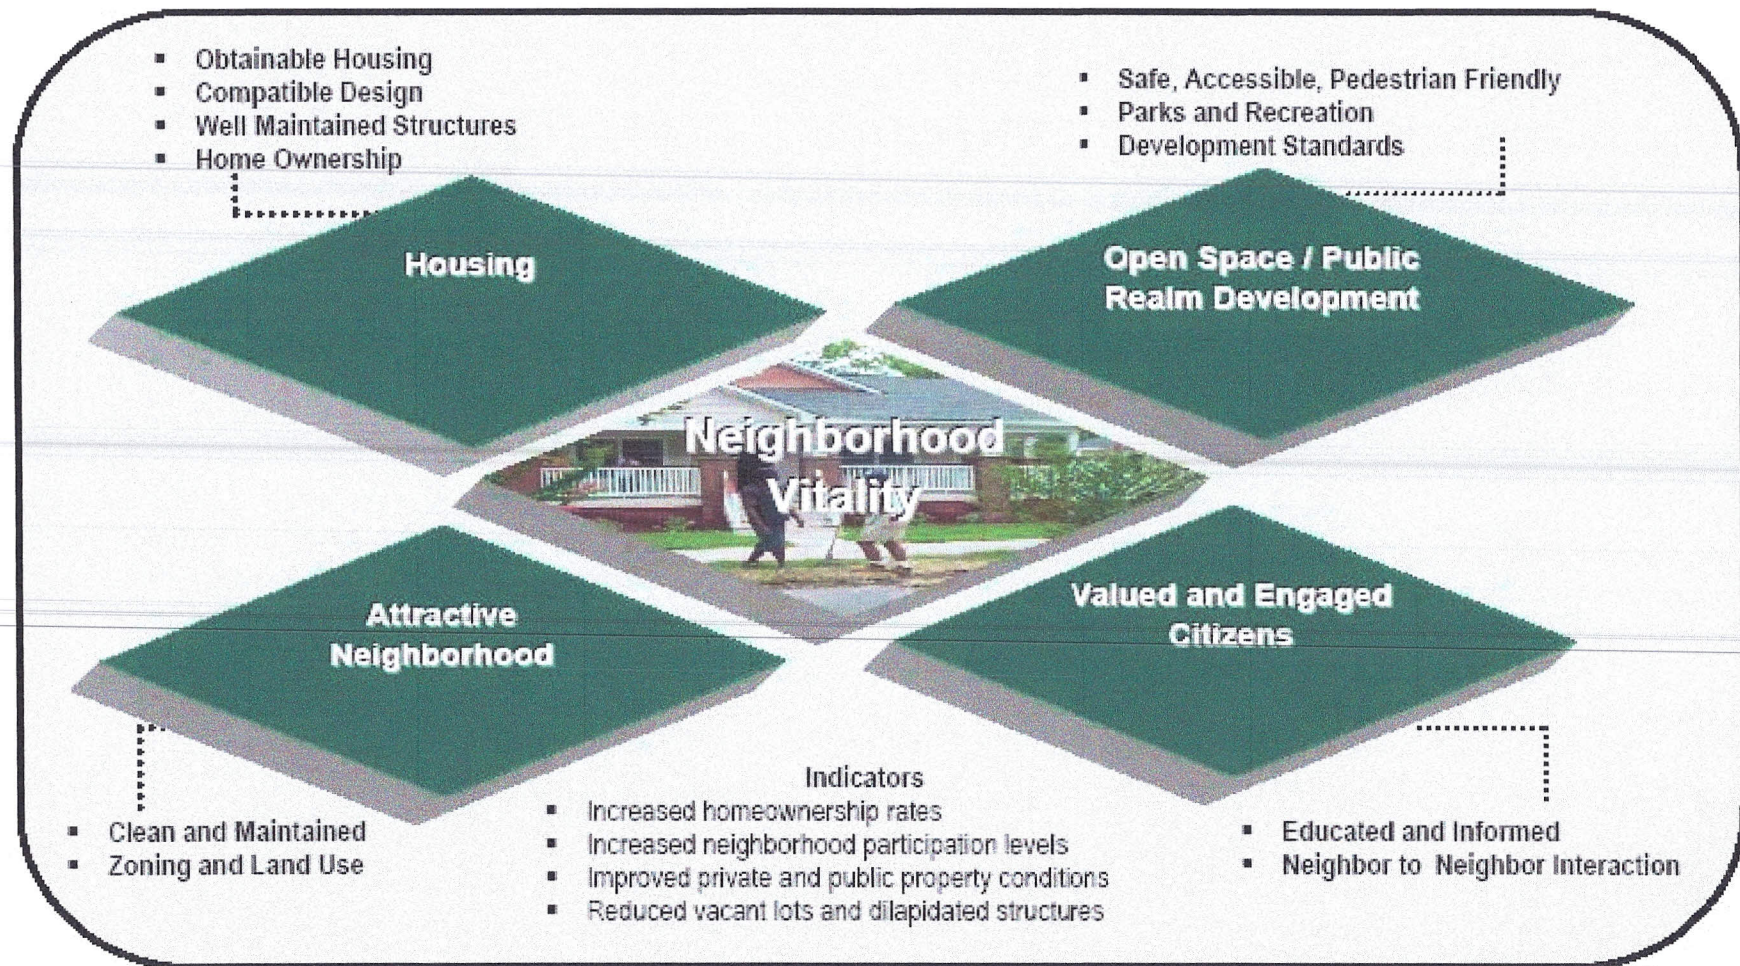 ▪ Obtainable Housing
▪ Compatible Design
▪ Well Maintained Structures
▪ Home Ownership
▪ Safe, Accessible, Pedestrian Friendly
▪ Parks and Recreation
▪ Development Standards
Housing
Open Space / Public
Realm Development
Neighborhood
Vitality
Attractive
Neighborhood
Valued and Engaged
Citizens
▪ Clean and Maintained
▪ Zoning and Land Use
Indicators
▪ Increased homeownership rates
▪ Increased neighborhood participation levels
▪ Improved private and public property conditions
▪ Reduced vacant lots and dilapidated structures
▪ Educated and Informed
▪ Neighbor to Neighbor Interaction